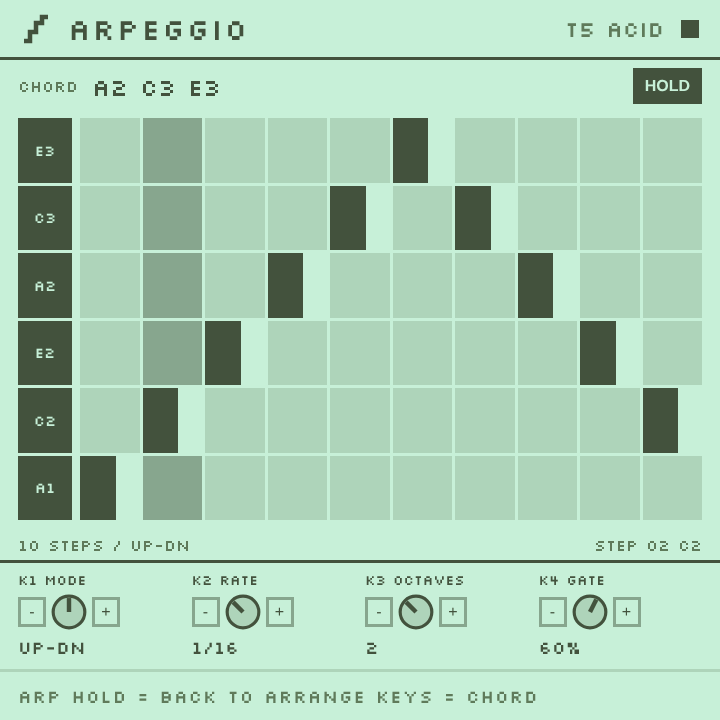 ARPEGGIO T5 ACID
CHORD A2 C3 E3 HOLD
E3
C3
A2
E2
C2
A1
10 STEPS / UP-DN STEP 02 C2
K1 MODE K2 RATE K3 OCTAVES K4 GATE
- + - + - + - +
UP-DN 1/16 2 60%
ARP HOLD = BACK TO ARRANGE KEYS = CHORD